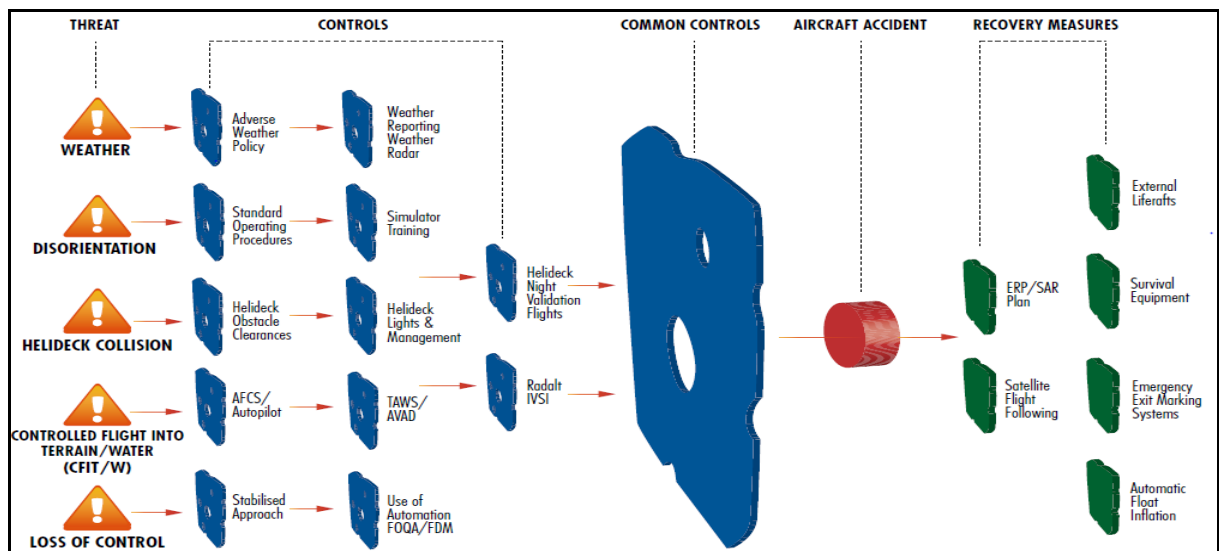 THREAT
CONTROLS
COMMON CONTROLS
AIRCRAFT ACCIDENT
RECOVERY MEASURES
WEATHER
Adverse
Weather
Policy
Weather
Reporting
Weather
Radar
DISORIENTATION
Standard
Operating
Procedures
Simulator
Training
HELIDECK COLLISION
Helideck
Obstacle
Clearances
Helideck
Lights &
Management
Helideck
Night
Validation
Flights
CONTROLLED FLIGHT INTO
TERRAIN/WATER
(CFIT/W)
AFCS/
Autopilot
TAWS/
AVAD
Radalt
IVSI
LOSS OF CONTROL
Stabilised
Approach
Use of
Automation
FOQA/FDM
ERP/SAR
Plan
Satellite
Flight
Following
External
Liferafts
Survival
Equipment
Emergency
Exit Marking
Systems
Automatic
Float
Inflation